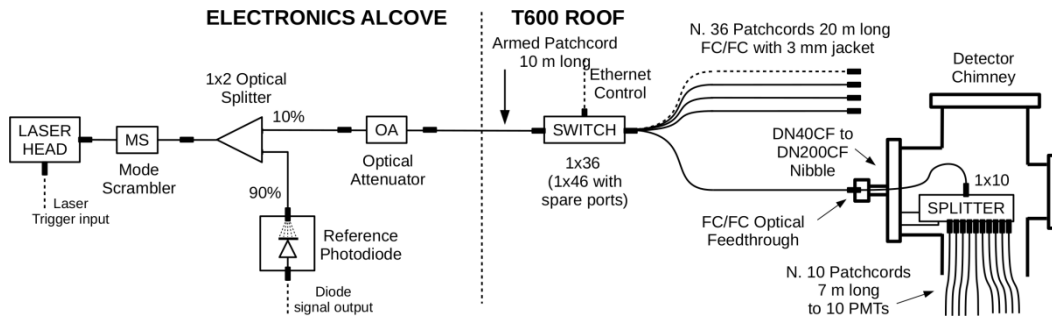 ELECTRONICS ALCOVE
T600 ROOF
LASER
HEAD
Laser
Trigger input
MS
Mode
Scrambler
1x2 Optical
Splitter
10%
90%
Reference
Photodiode
Diode
signal output
OA
Optical
Attenuator
Armed Patchcord
10 m long
Ethernet
Control
SWITCH
1x36
(1x46 with
spare ports)
N. 36 Patchcords 20 m long
FC/FC with 3 mm jacket
Detector
Chimney
DN40CF to
DN200CF
Nibble
FC/FC Optical
Feedthrough
1x10
SPLITTER
N. 10 Patchcords
7 m long
to 10 PMTs